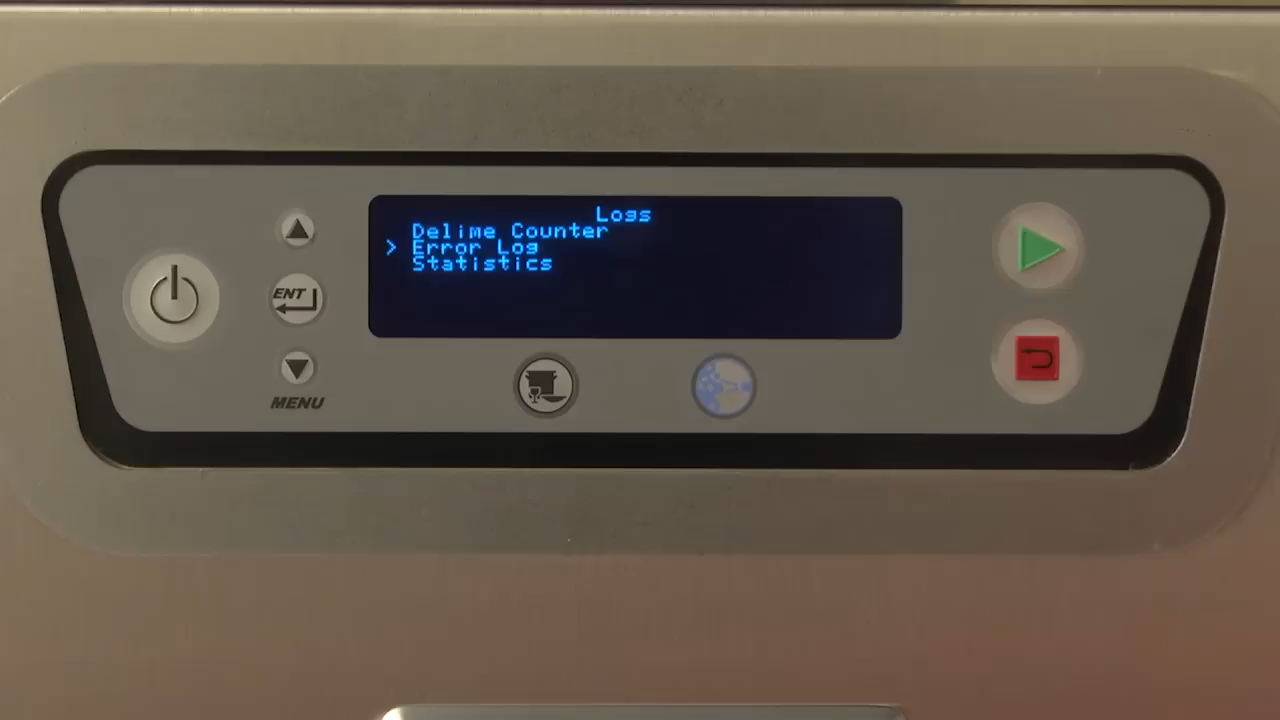 Logs
Delime Counter
> Error Log
Statistics
ENT
MENU